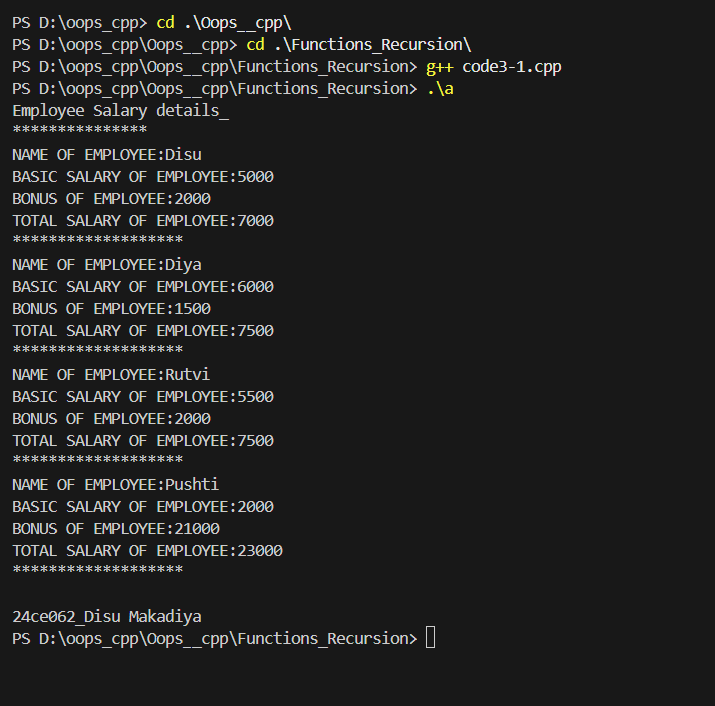 PS D:\oops_cpp> cd .\Oops__cpp\
PS D:\oops_cpp\Oops__cpp> cd .\Functions_Recursion\
PS D:\oops_cpp\Oops__cpp\Functions_Recursion> g++ code3-1.cpp
PS D:\oops_cpp\Oops__cpp\Functions_Recursion> .\a
Employee Salary details_
***************
NAME OF EMPLOYEE:Disu
BASIC SALARY OF EMPLOYEE:5000
BONUS OF EMPLOYEE:2000
TOTAL SALARY OF EMPLOYEE:7000
*******************
NAME OF EMPLOYEE:Diya
BASIC SALARY OF EMPLOYEE:6000
BONUS OF EMPLOYEE:1500
TOTAL SALARY OF EMPLOYEE:7500
*******************
NAME OF EMPLOYEE:Rutvi
BASIC SALARY OF EMPLOYEE:5500
BONUS OF EMPLOYEE:2000
TOTAL SALARY OF EMPLOYEE:7500
*******************
NAME OF EMPLOYEE:Pushti
BASIC SALARY OF EMPLOYEE:2000
BONUS OF EMPLOYEE:21000
TOTAL SALARY OF EMPLOYEE:23000
*******************
24ce062_Disu Makadiya
PS D:\oops_cpp\Oops__cpp\Functions_Recursion>